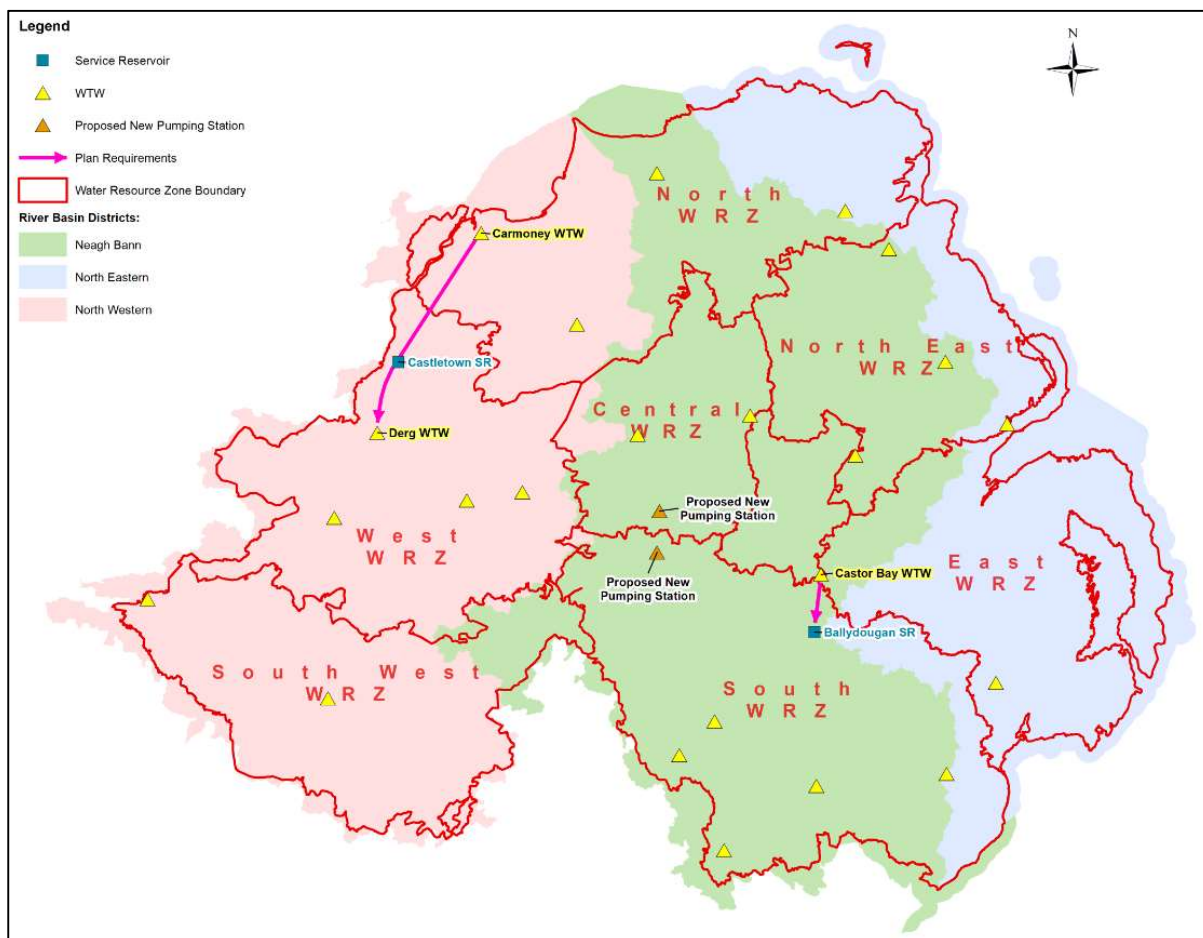 Legend
Service Reservoir
WTW
Proposed New Pumping Station
Plan Requirements
Water Resource Zone Boundary
River Basin Districts:
Neagh Bann
North Eastern
North Western
N
North
WRZ
Carmoney WTW
Castletown SR
North East
WRZ
Central
WRZ
Derg WTW
Proposed New
Pumping Station
West
WRZ
Proposed New
Pumping Station
Castor Bay WTW
East
WRZ
Ballydougan SR
South West
WRZ
South
WRZ